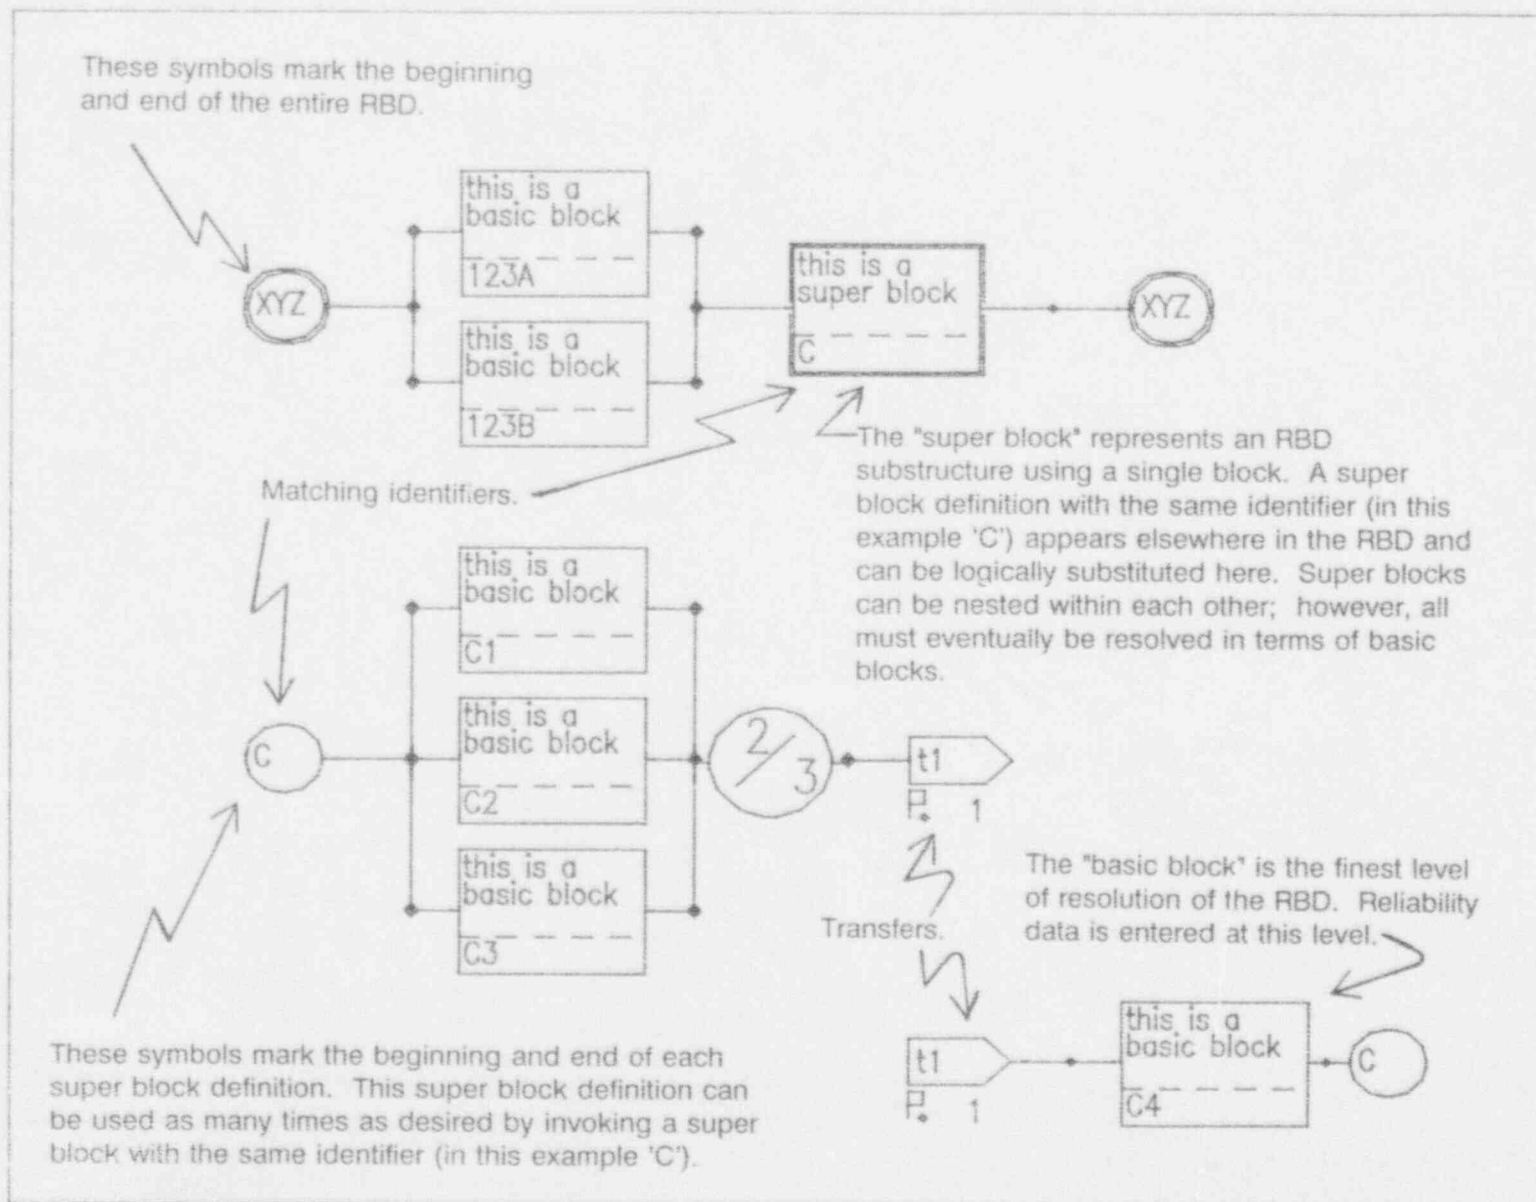 These symbols mark the beginning
and end of the entire RBD.
this is a
basic block
123A
this is a
basic block
123B
XYZ
this is a
super block
C
XYZ
Matching identifiers.
The "super block" represents an RBD
substructure using a single block. A super
block definition with the same identifier (in this
example 'C') appears elsewhere in the RBD and
can be logically substituted here. Super blocks
can be nested within each other; however, all
must eventually be resolved in terms of basic
blocks.
this is a
basic block
C1
C
this is a
basic block
C2
2/3
t1
P. 1
this is a
basic block
C3
Transfers.
The "basic block" is the finest level
of resolution of the RBD. Reliability
data is entered at this level.
t1
P. 1
this is a
basic block
C4
C
These symbols mark the beginning and end of each
super block definition. This super block definition can
be used as many times as desired by invoking a super
block with the same identifier (in this example 'C').